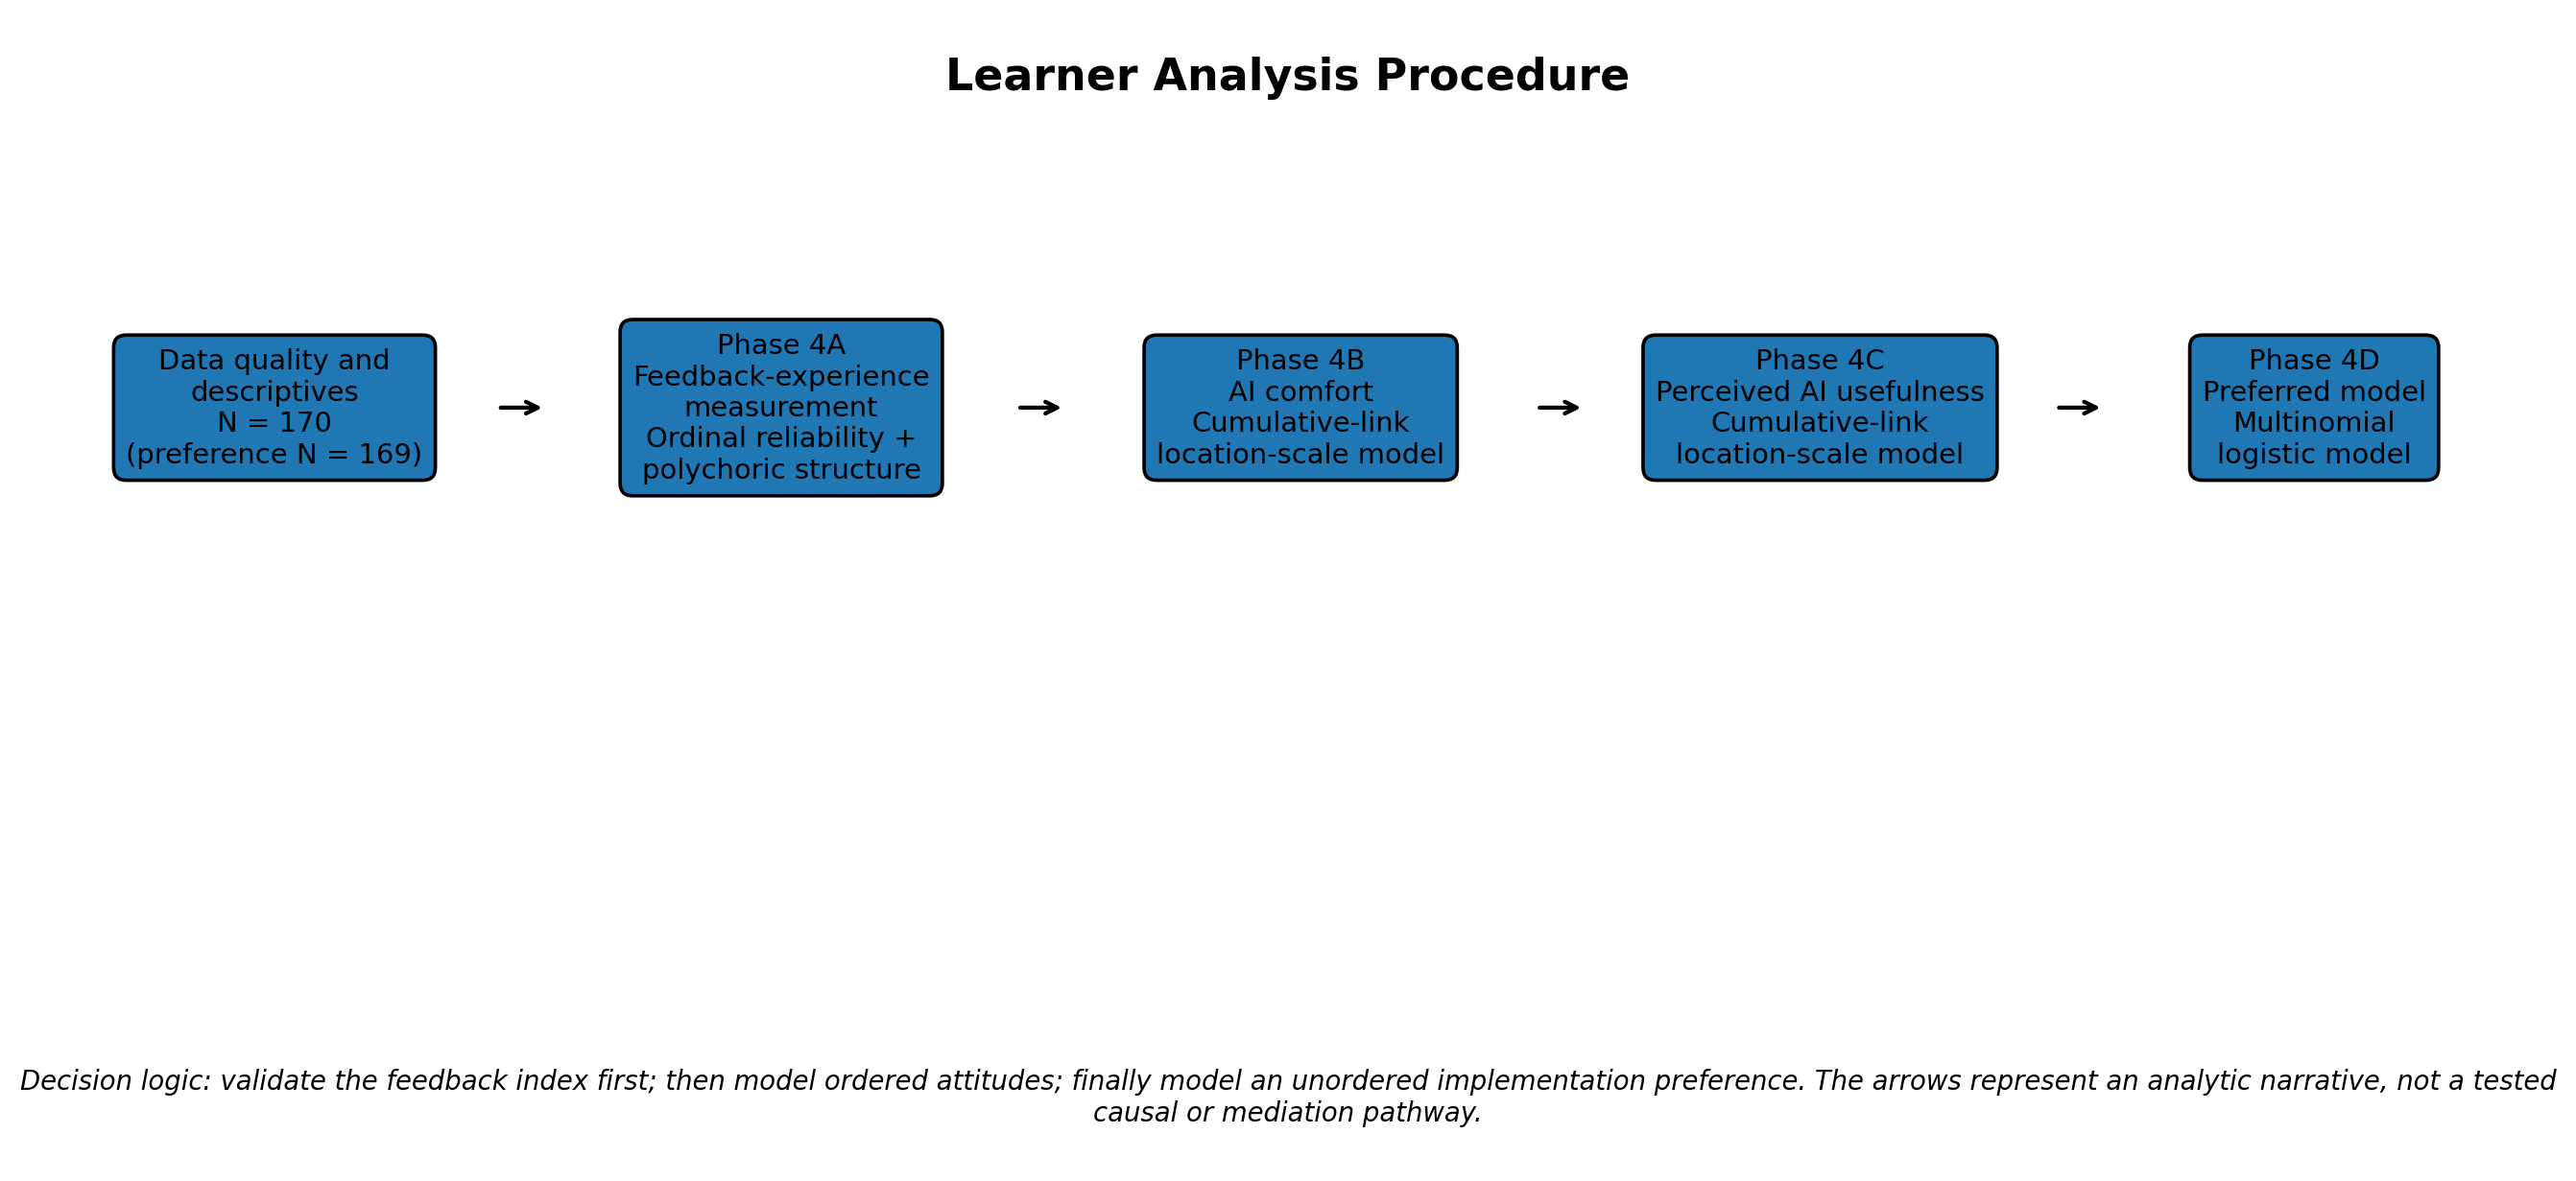 Learner Analysis Procedure
Data quality and
descriptives
N = 170
(preference N = 169)
Phase 4A
Feedback-experience
measurement
Ordinal reliability +
polychoric structure
Phase 4B
AI comfort
Cumulative-link
location-scale model
Phase 4C
Perceived AI usefulness
Cumulative-link
location-scale model
Phase 4D
Preferred model
Multinomial
logistic model
Decision logic: validate the feedback index first; then model ordered attitudes; finally model an unordered implementation preference. The arrows represent an analytic narrative, not a tested
causal or mediation pathway.